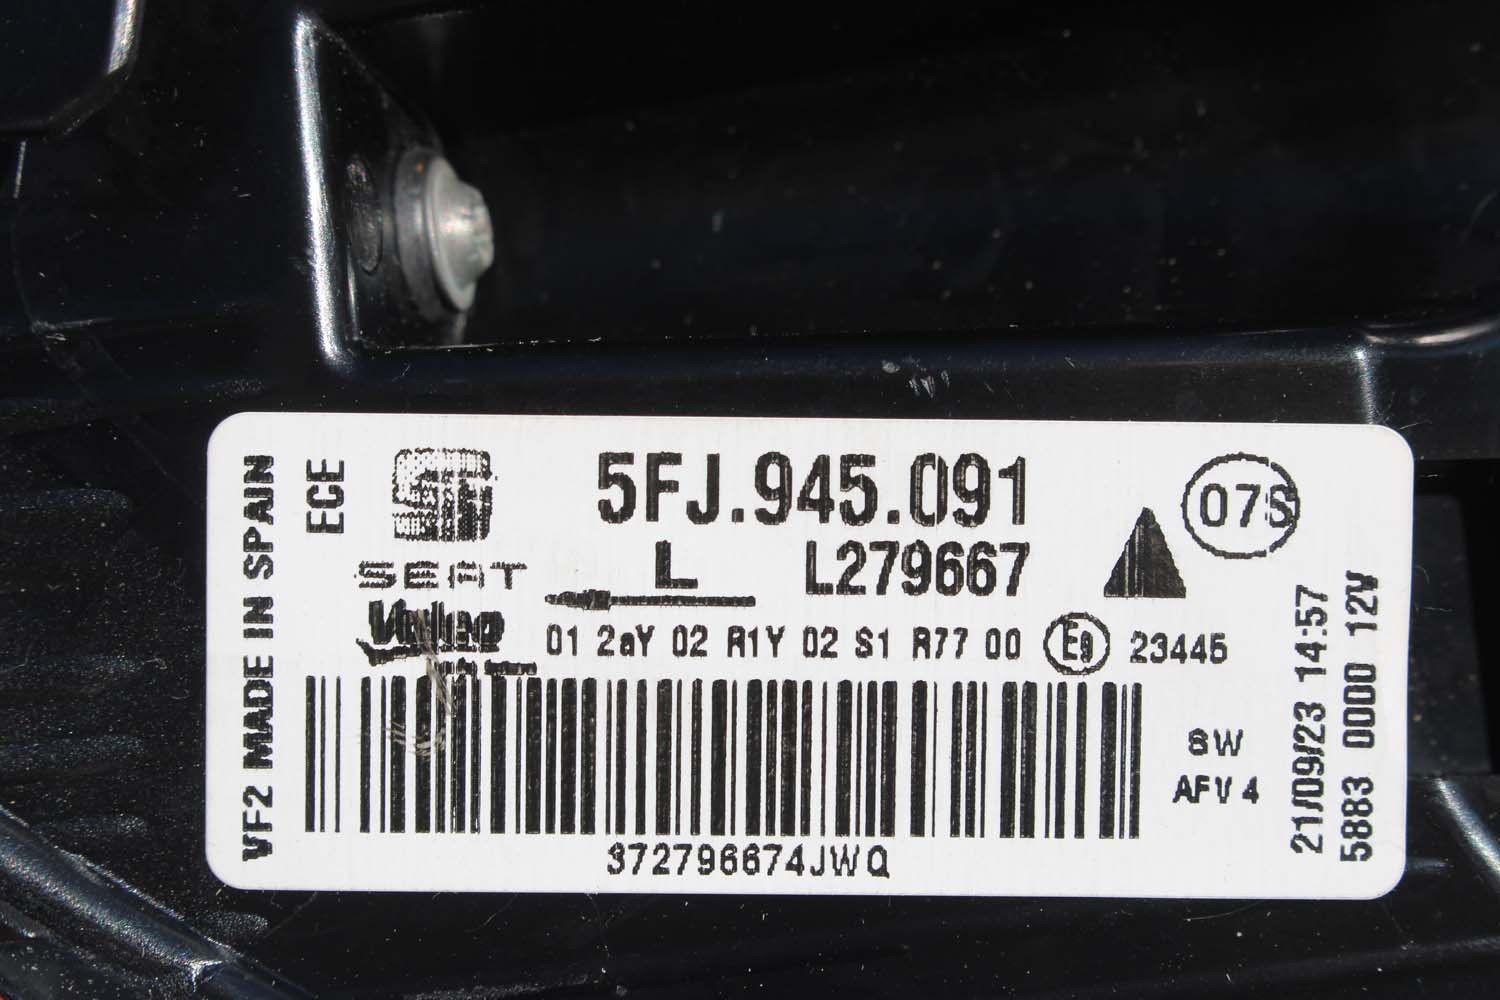 VF2 MADE IN SPAIN
ECE
SEAT
Valeo
5FJ.945.091
L L279667
01 2aY 02 R1Y 02 S1 R77 00 E9 23445
07S
372796674JWQ
8W
AFV 4
21/09/23 14:57
5883 0000 12V